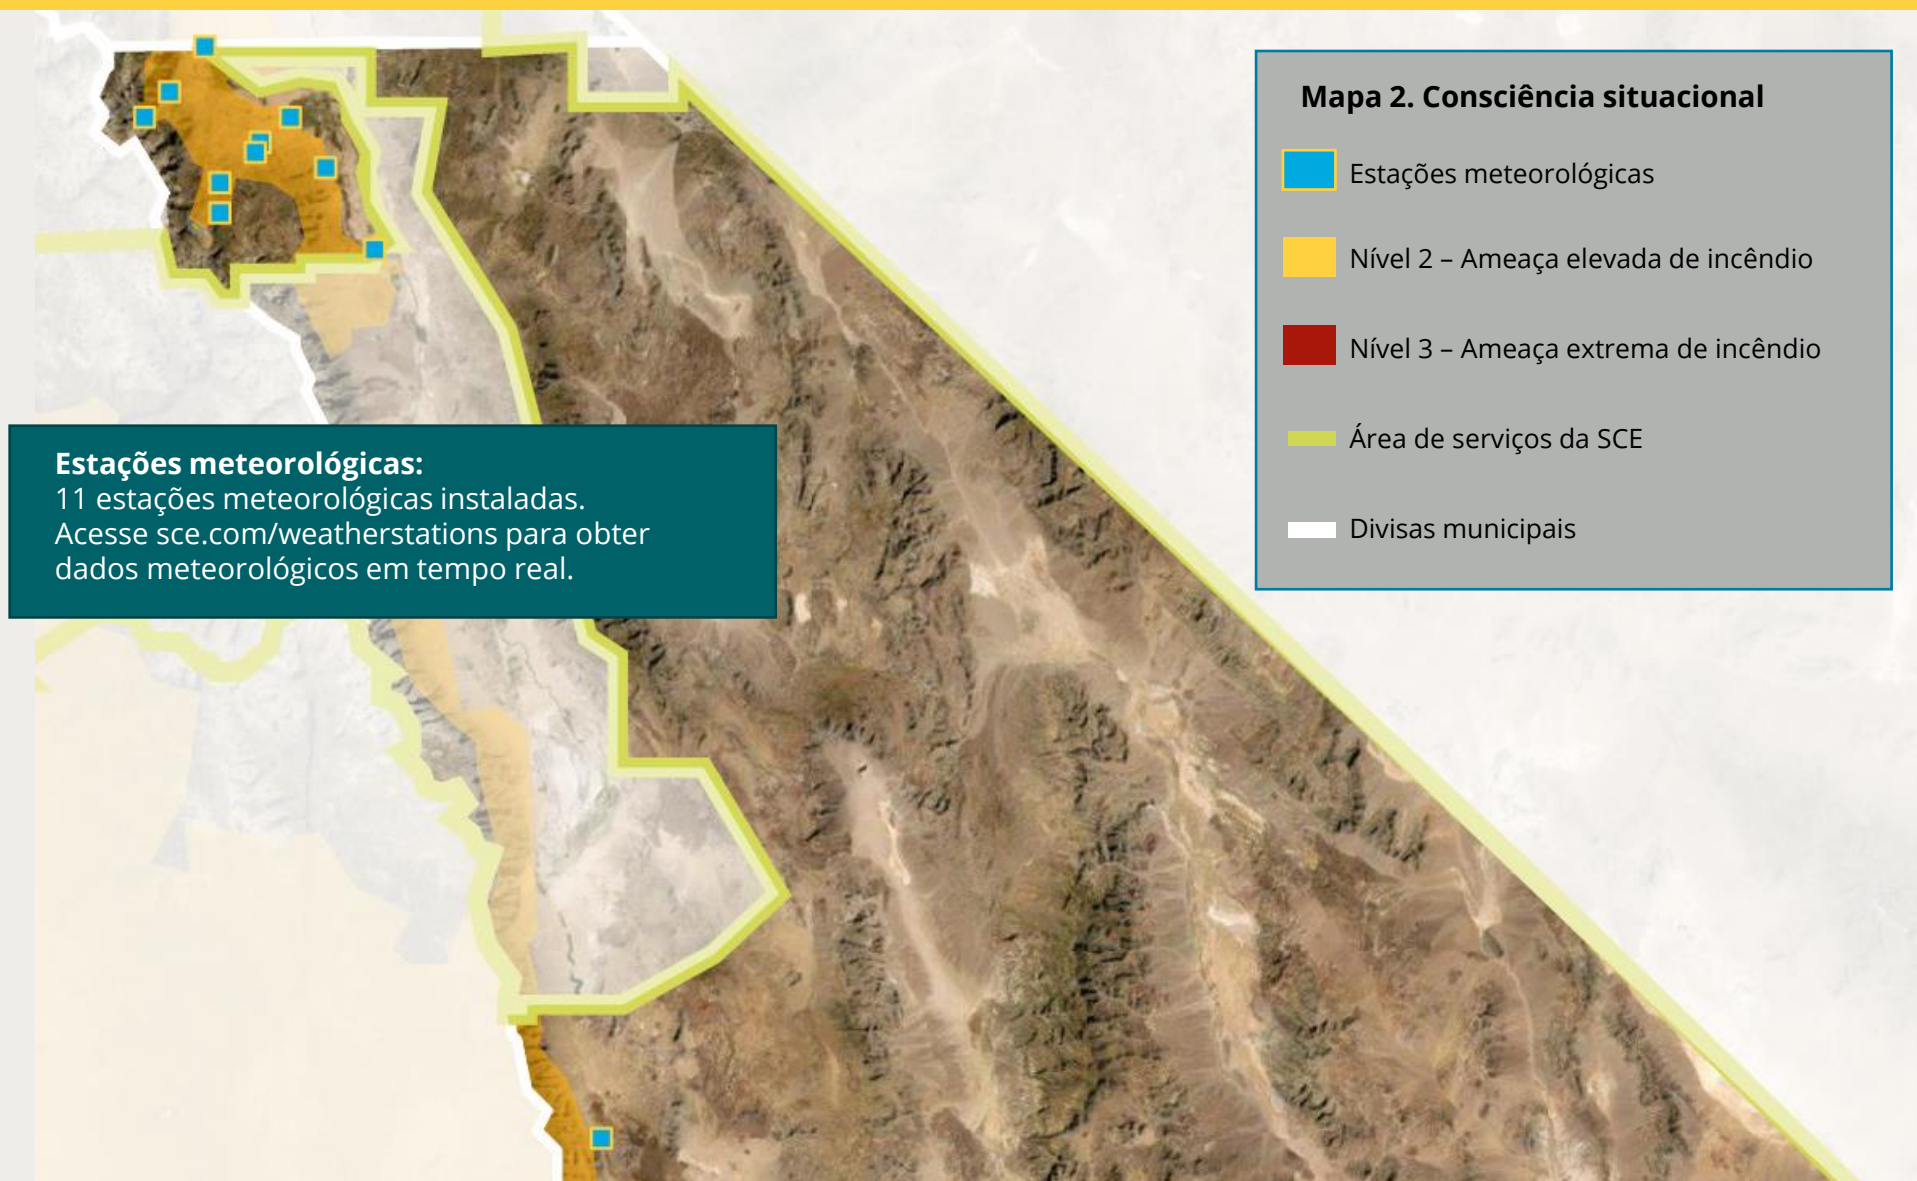 Mapa 2. Consciência situacional
Estações meteorológicas
Nível 2 – Ameaça elevada de incêndio
Nível 3 – Ameaça extrema de incêndio
Área de serviços da SCE
Divisas municipais
Estações meteorológicas:
11 estações meteorológicas instaladas.
Acesse sce.com/weatherstations para obter
dados meteorológicos em tempo real.